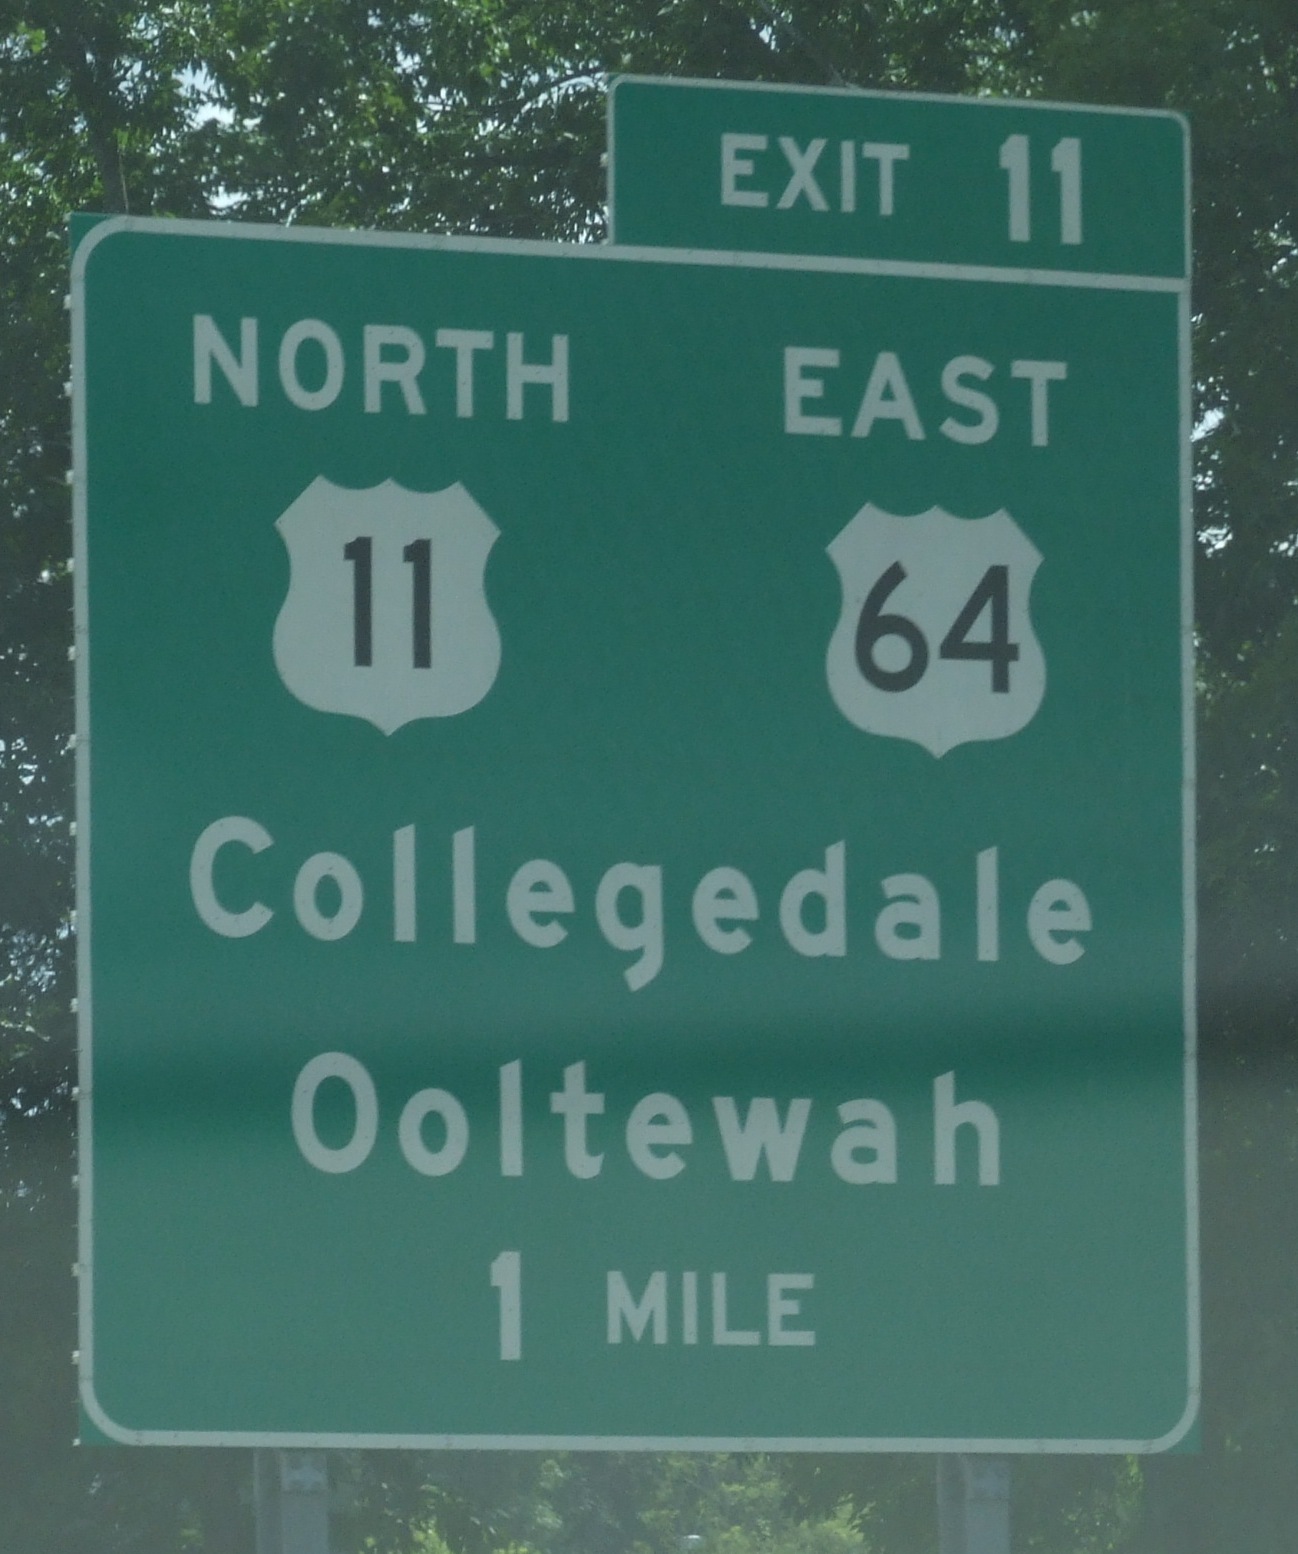 EXIT 11
NORTH EAST
11 64
Collegedale
Ooltewah
1 MILE